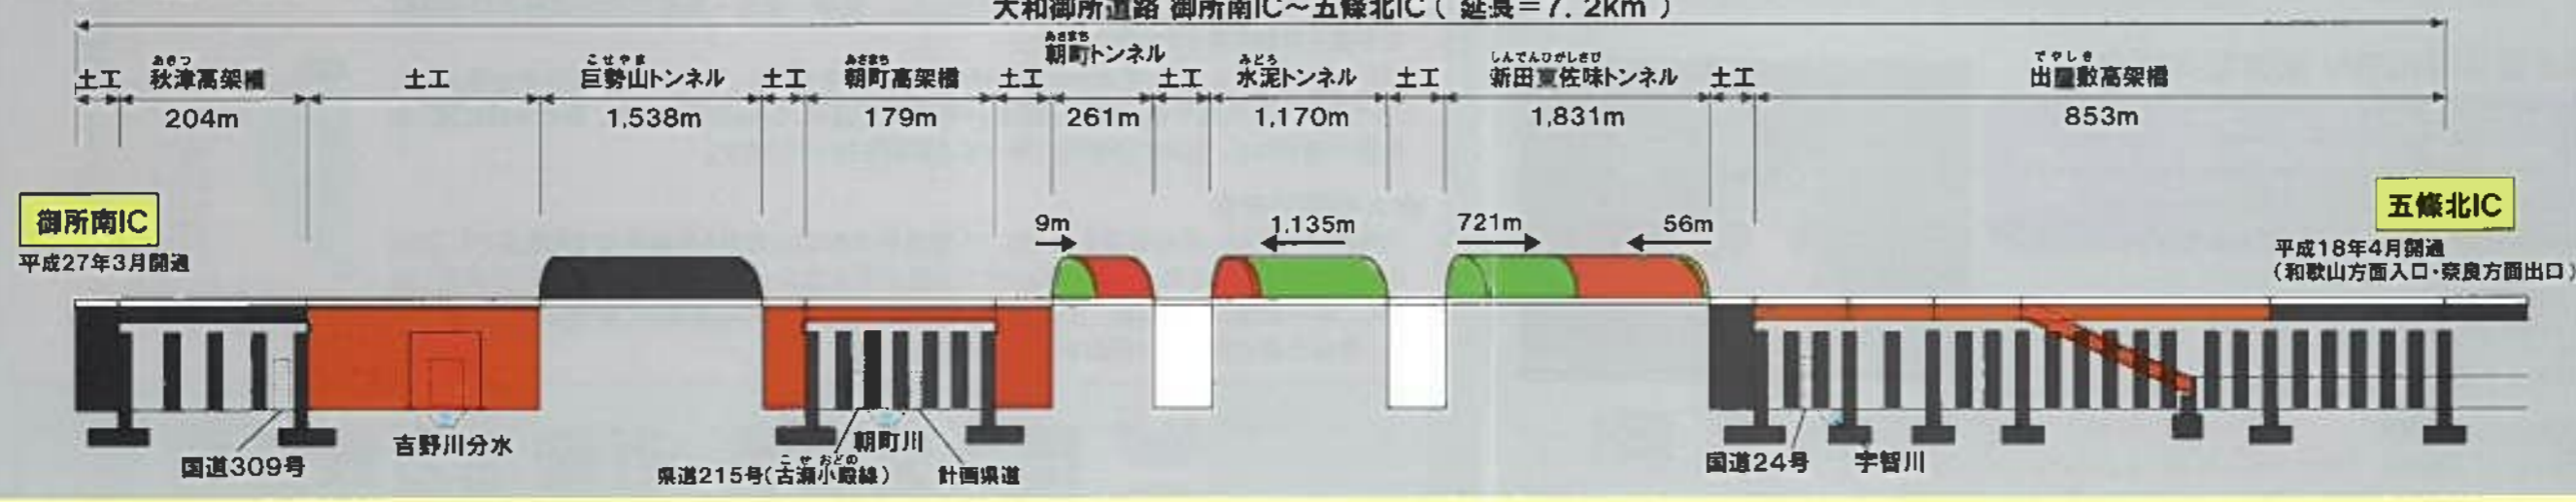 大和御所道路 御所南IC～五條北IC（ 延長＝7. 2km ）
土工
あきつ
秋津高架橋
204m
土工
こせやま
巨勢山トンネル
1,538m
土工
あさまち
朝町高架橋
179m
土工
あさまち
朝町トンネル
261m
土工
みどろ
水泥トンネル
1,170m
土工
しんでんひがしさび
新田東佐味トンネル
1,831m
土工
でやしき
出屋敷高架橋
853m
御所南IC
平成27年3月開通
9m
1,135m
721m
56m
五條北IC
平成18年4月開通
（和歌山方面入口・奈良方面出口）
国道309号
吉野川分水
朝町川
こせ おどの
県道215号（古瀬小殿線）
計画県道
国道24号
宇智川